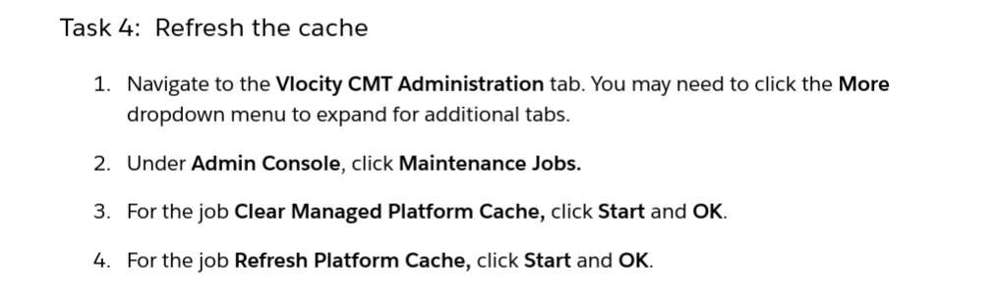 Task 4: Refresh the cache
1. Navigate to the Vlocity CMT Administration tab. You may need to click the More
dropdown menu to expand for additional tabs.
2. Under Admin Console, click Maintenance Jobs.
3. For the job Clear Managed Platform Cache, click Start and OK.
4. For the job Refresh Platform Cache, click Start and OK.